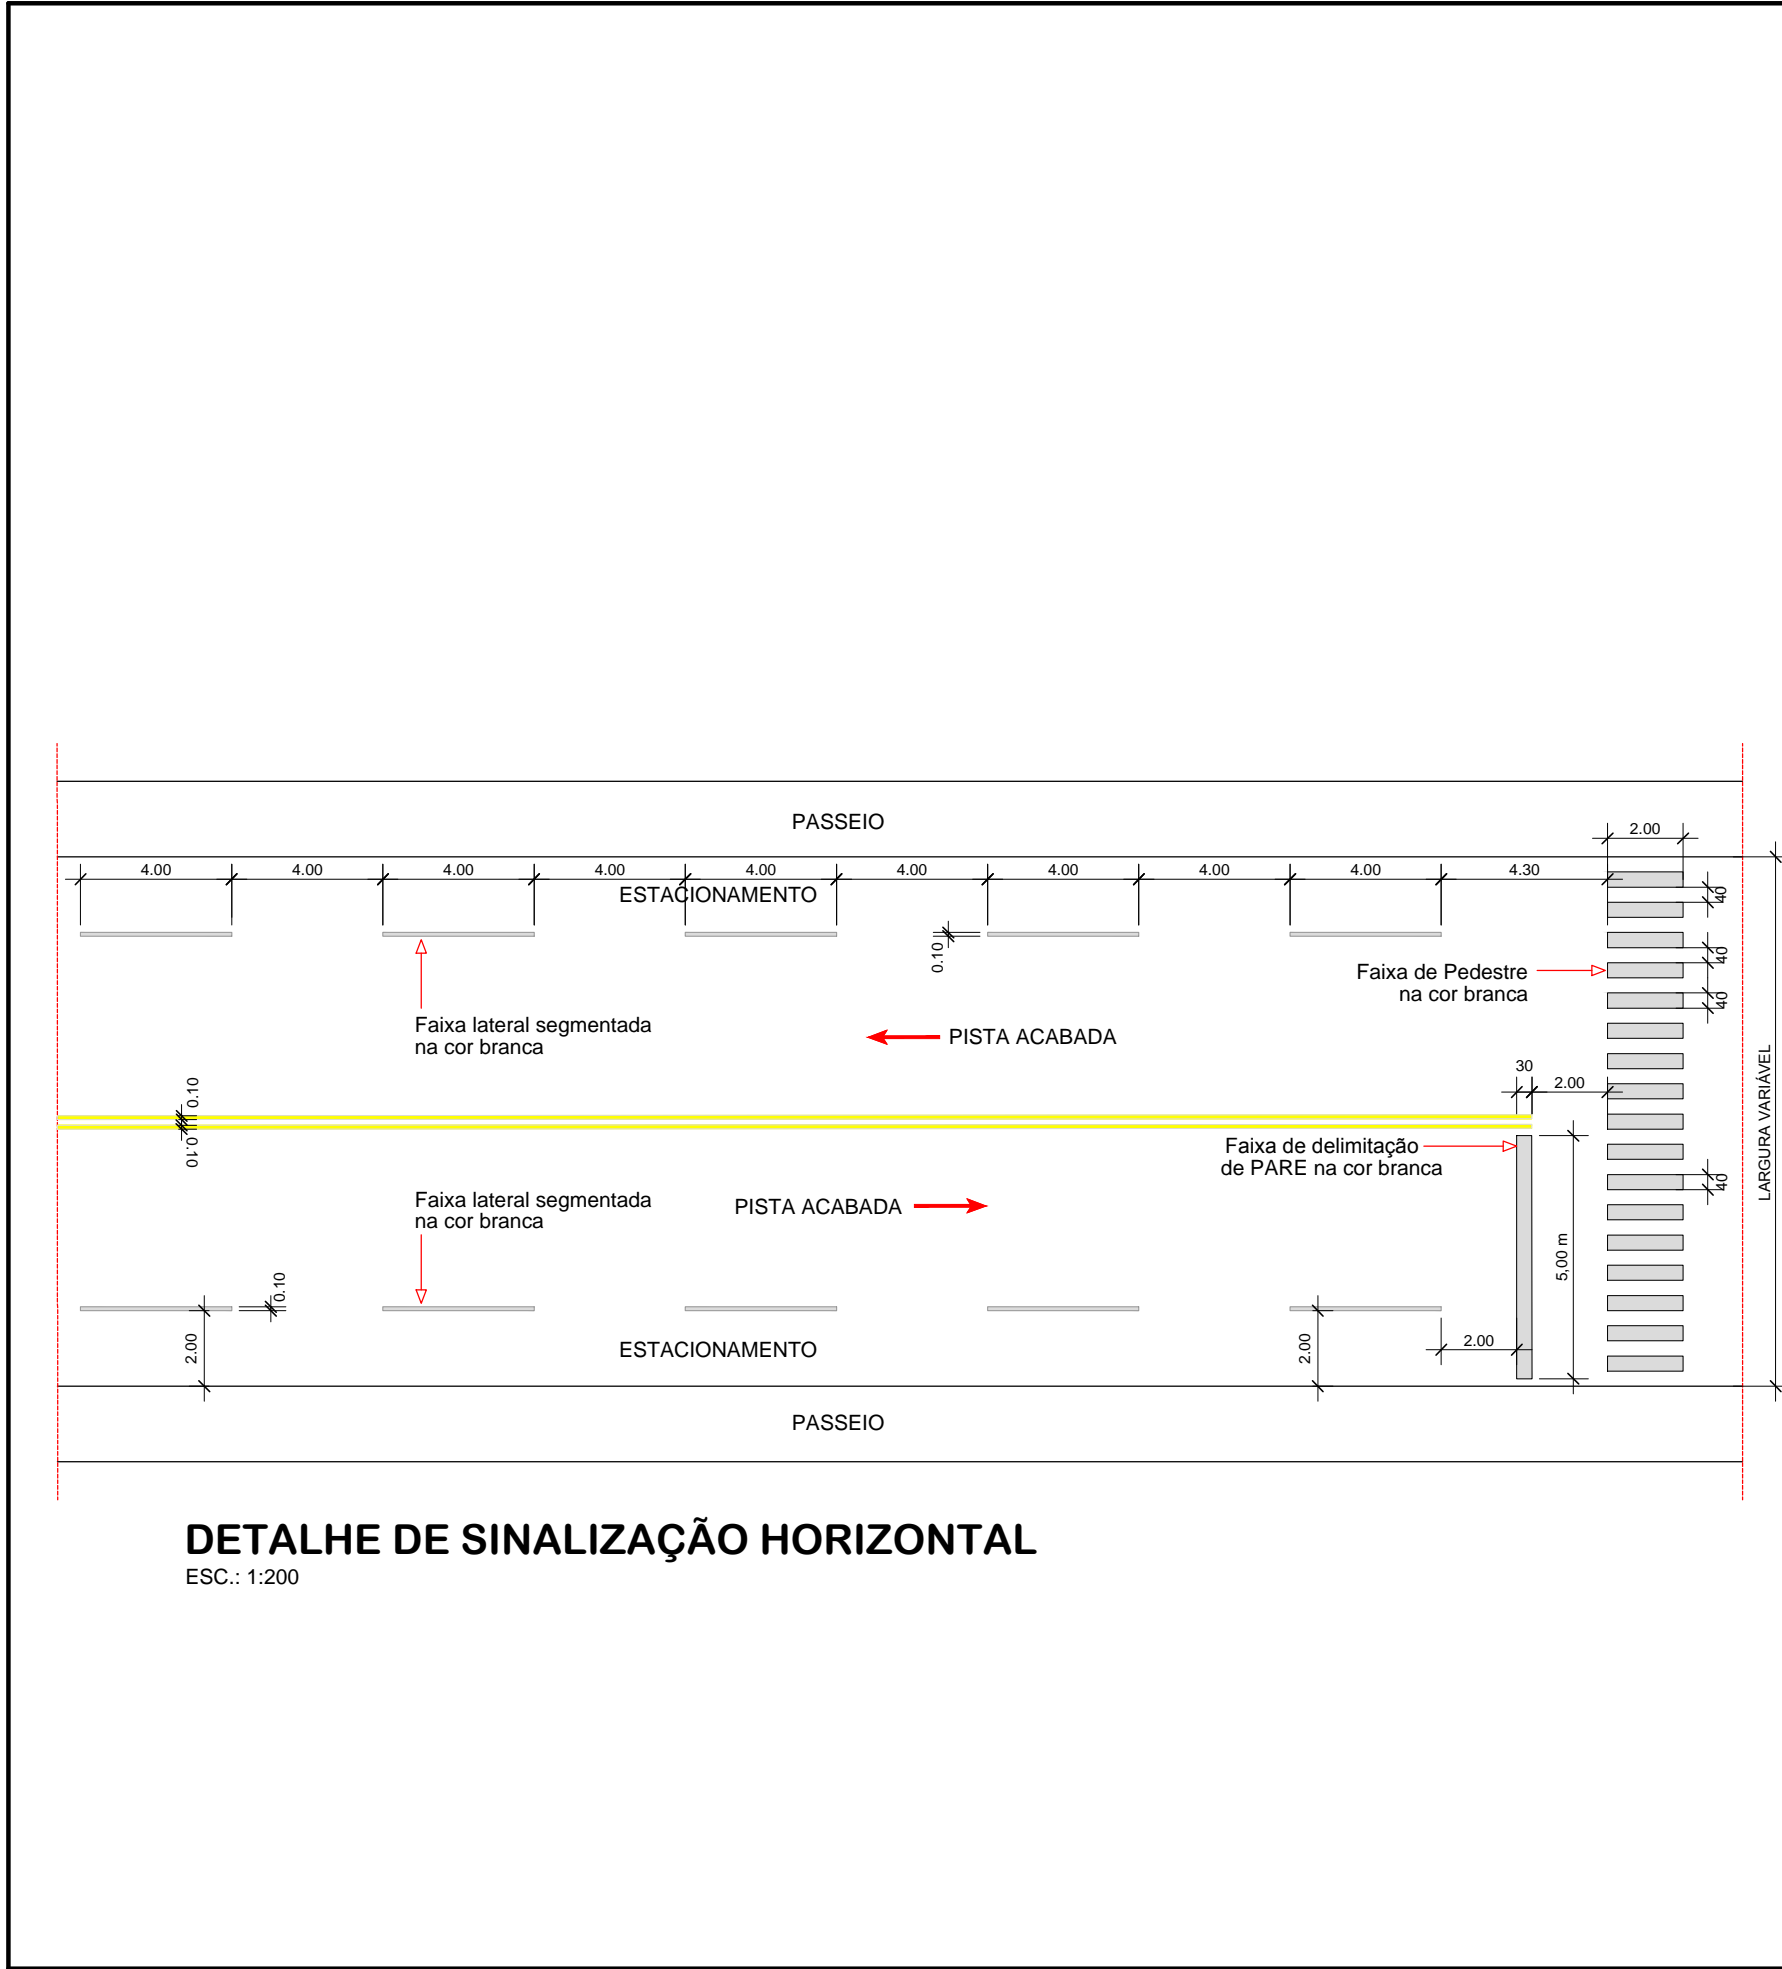 PASSEIO
2.00
4.00 4.00 4.00 4.00 4.00 4.00 4.00 4.00 4.00 4.30
ESTACIONAMENTO
40
0.10
40
Faixa de Pedestre
na cor branca
40
Faixa lateral segmentada
na cor branca
PISTA ACABADA
LARGURA VARIÁVEL
30
2.00
0.10
0.10
Faixa de delimitação
de PARE na cor branca
40
Faixa lateral segmentada
na cor branca
PISTA ACABADA
5,00 m
0.10
2.00
ESTACIONAMENTO
2.00
2.00
PASSEIO
DETALHE DE SINALIZAÇÃO HORIZONTAL
ESC.: 1:200